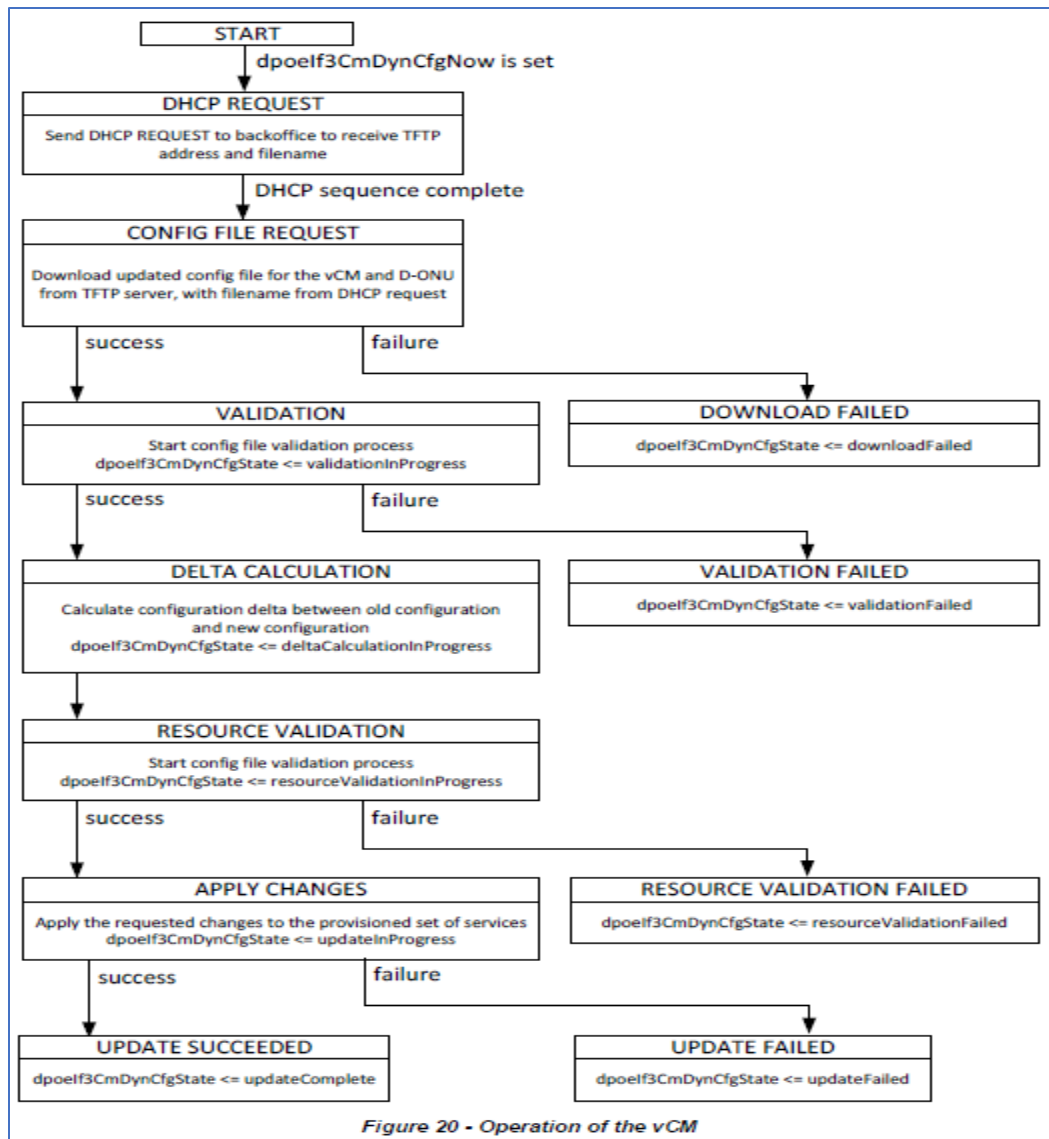 START
dpoeIf3CmDynCfgNow is set
DHCP REQUEST
Send DHCP REQUEST to backoffice to receive TFTP
address and filename
DHCP sequence complete
CONFIG FILE REQUEST
Download updated config file for the vCM and D-ONU
from TFTP server, with filename from DHCP request
success
failure
VALIDATION
Start config file validation process
dpoeIf3CmDynCfgState <= validationInProgress
DOWNLOAD FAILED
dpoeIf3CmDynCfgState <= downloadFailed
success
failure
DELTA CALCULATION
Calculate configuration delta between old configuration
and new configuration
dpoeIf3CmDynCfgState <= deltaCalculationInProgress
VALIDATION FAILED
dpoeIf3CmDynCfgState <= validationFailed
RESOURCE VALIDATION
Start config file validation process
dpoeIf3CmDynCfgState <= resourceValidationInProgress
success
failure
APPLY CHANGES
Apply the requested changes to the provisioned set of services
dpoeIf3CmDynCfgState <= updateInProgress
RESOURCE VALIDATION FAILED
dpoeIf3CmDynCfgState <= resourceValidationFailed
success
failure
UPDATE SUCCEEDED
dpoeIf3CmDynCfgState <= updateComplete
UPDATE FAILED
dpoeIf3CmDynCfgState <= updateFailed
Figure 20 - Operation of the vCM